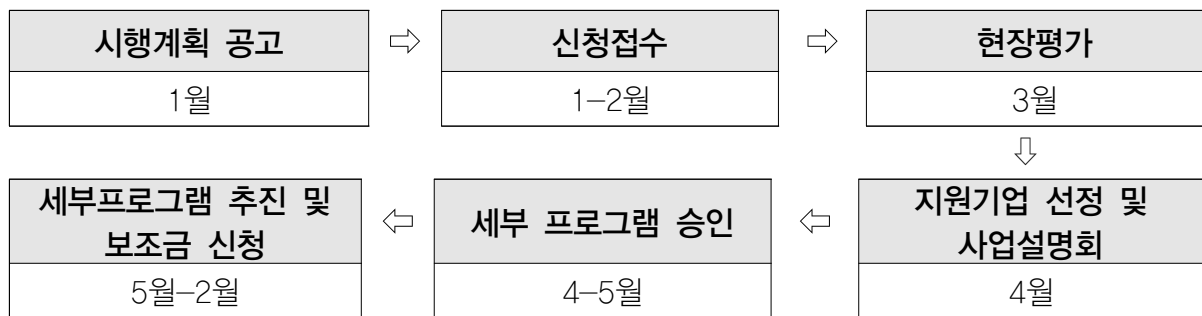 시행계획 공고
1월
⇨
신청접수
1-2월
⇨
현장평가
3월
⇩
지원기업 선정 및
사업설명회
4월
⇦
세부 프로그램 승인
4-5월
⇦
세부프로그램 추진 및
보조금 신청
5월-2월